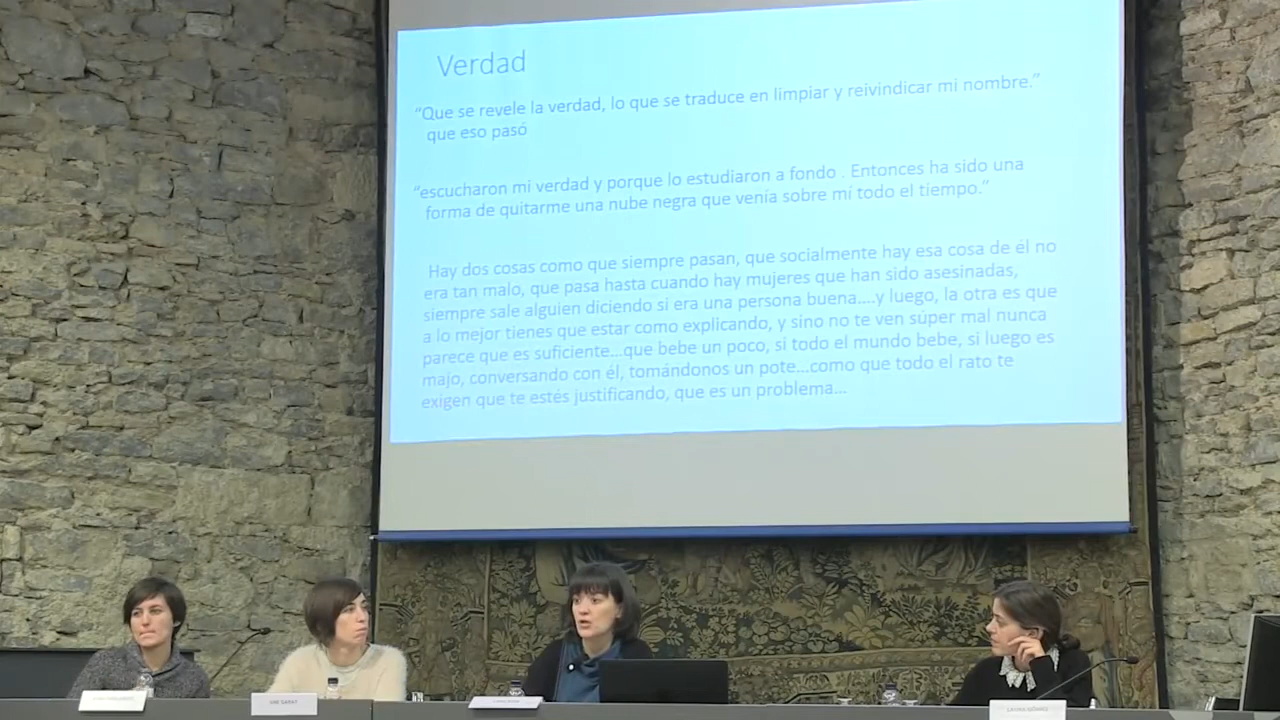 Verdad
“Que se revele la verdad, lo que se traduce en limpiar y reivindicar mi nombre.”
que eso pasó
“escucharon mi verdad y porque lo estudiaron a fondo . Entonces ha sido una
forma de quitarme una nube negra que venía sobre mí todo el tiempo.”
Hay dos cosas como que siempre pasan, que socialmente hay esa cosa de él no
era tan malo, que pasa hasta cuando hay mujeres que han sido asesinadas,
siempre sale alguien diciendo si era una persona buena....y luego, la otra es que
a lo mejor tienes que estar como explicando, y sino no te ven súper mal nunca
parece que es suficiente...que bebe un poco, si todo el mundo bebe, si luego es
majo, conversando con él, tomándonos un pote...como que todo el rato te
exigen que te estés justificando, que es un problema...